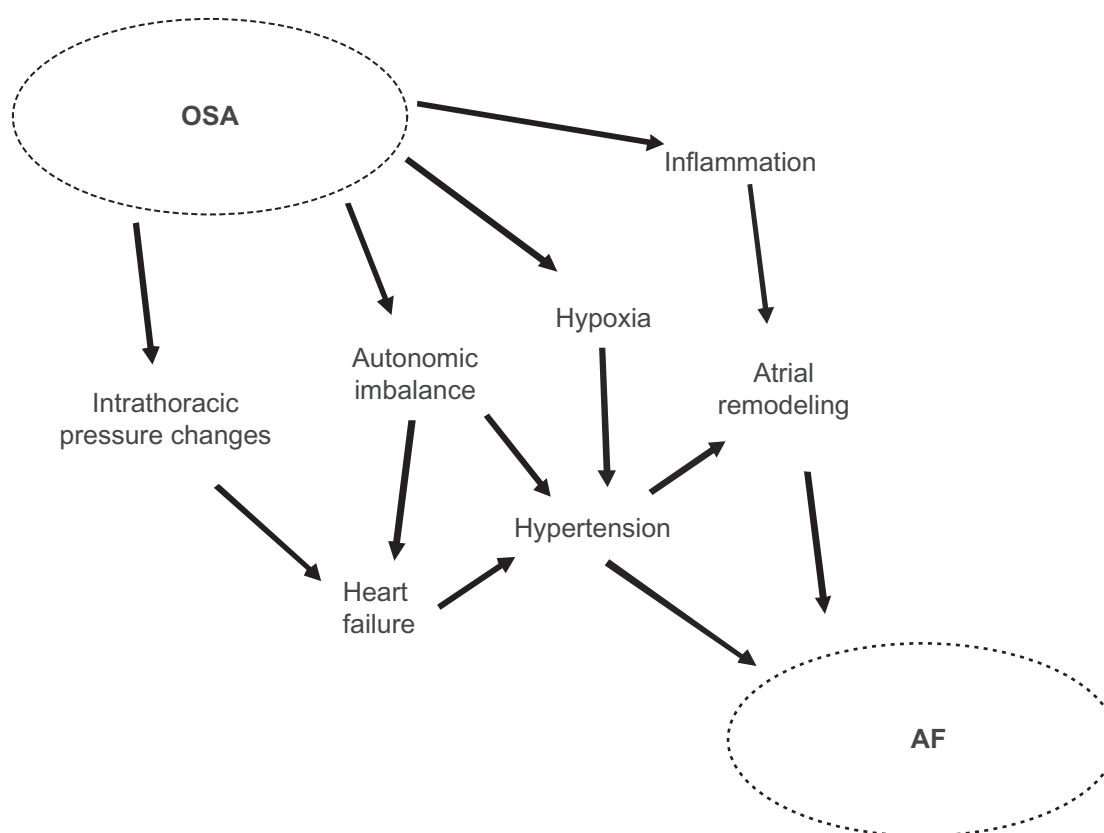 OSA
Inflammation
Hypoxia
Autonomic
imbalance
Atrial
remodeling
Intrathoracic
pressure changes
Hypertension
Heart
failure
AF